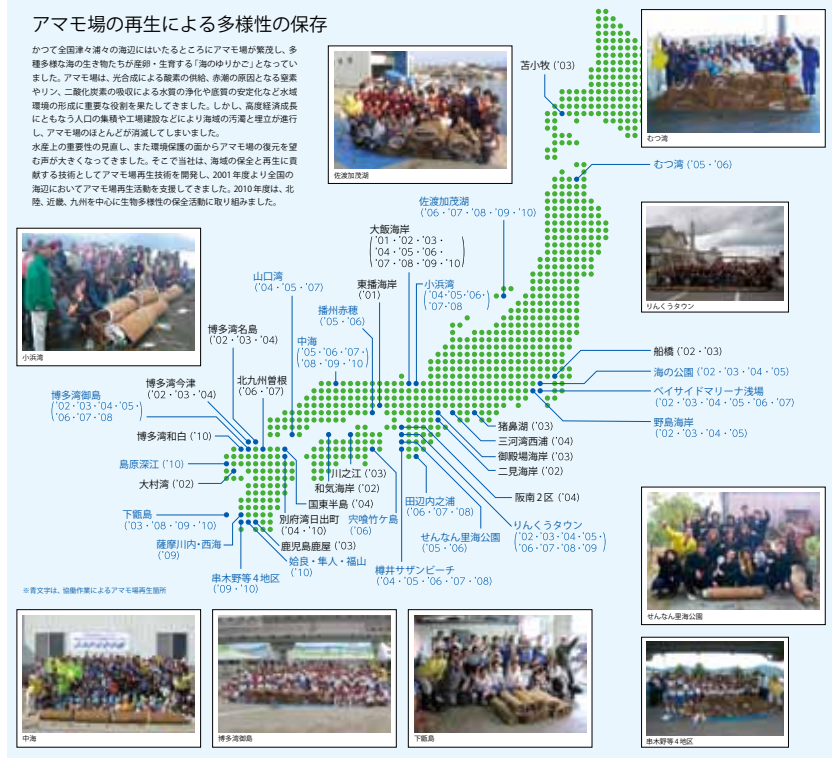 アマモ場の再生による多様性の保存
かつて全国津々浦々の海辺にはいたるところにアマモ場が繁茂し、多
種多様な海の生き物たちが産卵・生育する「海のゆりかご」となってい
ました。アマモ場は、光合成による酸素の供給、赤潮の原因となる窒素
やリン、二酸化炭素の吸収による水質の浄化や底質の安定化など水域
環境の形成に重要な役割を果たしてきました。しかし、高度経済成長
にともなう人口の集積や工場建設などにより海域の汚濁と埋立が進行
し、アマモ場のほとんどが消滅してしまいました。
水産上の重要性の見直し、また環境保護の面からアマモ場の復元を望
む声が大きくなってきました。そこで当社は、海域の保全と再生に貢
献する技術としてアマモ場再生技術を開発し、2001年度より全国の
海辺においてアマモ場再生活動を支援してきました。2010年度は、北
陸、近畿、九州を中心に生物多様性の保全活動に取り組みました。
佐渡加茂湖
苫小牧 ('03)
むつ湾
むつ湾 ('05・'06)
佐渡加茂湖
('06・'07・'08・'09・'10)
大飯海岸
('01・'02・'03・
'04・'05・'06・
'07・'08・'09・'10)
りんくうタウン
小浜湾
山口湾
('04・'05・'07)
東播海岸
('01)
小浜湾
('04・'05・'06・
'07・'08)
播州赤穂
('05・'06)
博多湾名島
('02・'03・'04)
中海
('05・'06・'07・
'08・'09・'10)
船橋 ('02・'03)
海の公園 ('02・'03・'04・'05)
ベイサイドマリーナ浅場
('02・'03・'04・'05・'06・'07)
野島海岸
('02・'03・'04・'05)
博多湾今津
('02・'03・'04)
北九州曽根
('06・'07)
博多湾御島
('02・'03・'04・'05・
'06・'07・'08)
博多湾和白 ('10)
猪鼻湖 ('03)
三河湾西浦 ('04)
御殿場海岸 ('03)
二見海岸 ('02)
島原深江 ('10)
大村湾 ('02)
川之江 ('03)
和気海岸 ('02)
国東半島 ('04)
阪南2区 ('04)
田辺内之浦
('06・'07・'08)
下甑島
('03・'08・'09・'10)
別府湾日出町
('04・'10)
宍喰竹ケ島
('06)
りんくうタウン
('02・'03・'04・'05・
'06・'07・'08・'09)
せんなん里海公園
('05・'06)
薩摩川内・西海
('09)
鹿児島鹿屋 ('03)
姶良・隼人・福山
('10)
樽井サザンビーチ
('04・'05・'06・'07・'08)
串木野等4地区
('09・'10)
※青文字は、協働作業によるアマモ場再生箇所
せんなん里海公園
中海
博多湾御島
下甑島
串木野等4地区